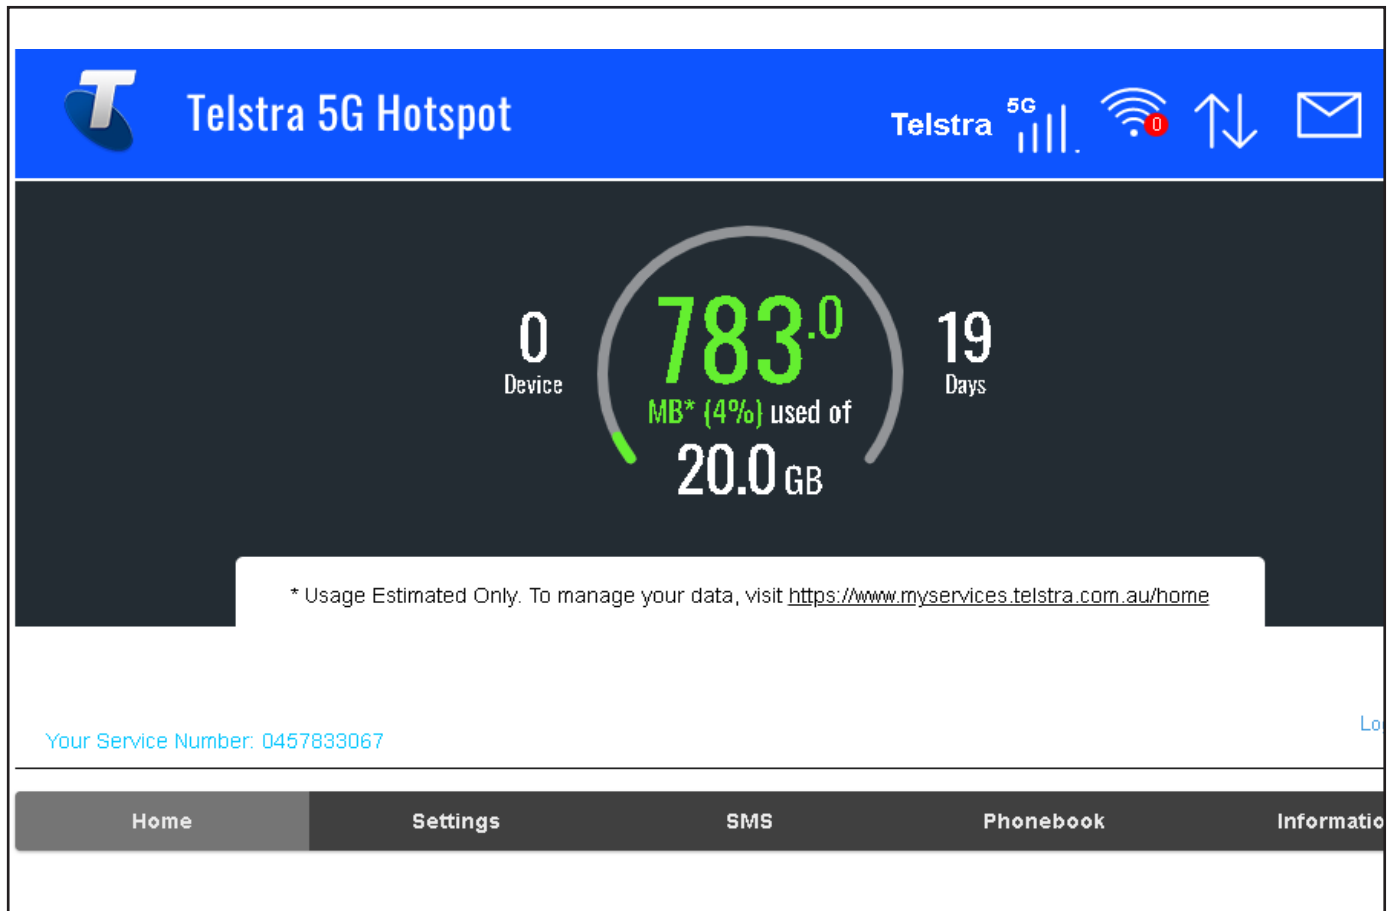 Telstra 5G Hotspot
Telstra 5G 0
0
Device
783.0
MB* (4%) used of
20.0 GB
19
Days
* Usage Estimated Only. To manage your data, visit https://www.myservices.telstra.com.au/home
Lo
Your Service Number: 0457833067
Home Settings SMS Phonebook Informatio